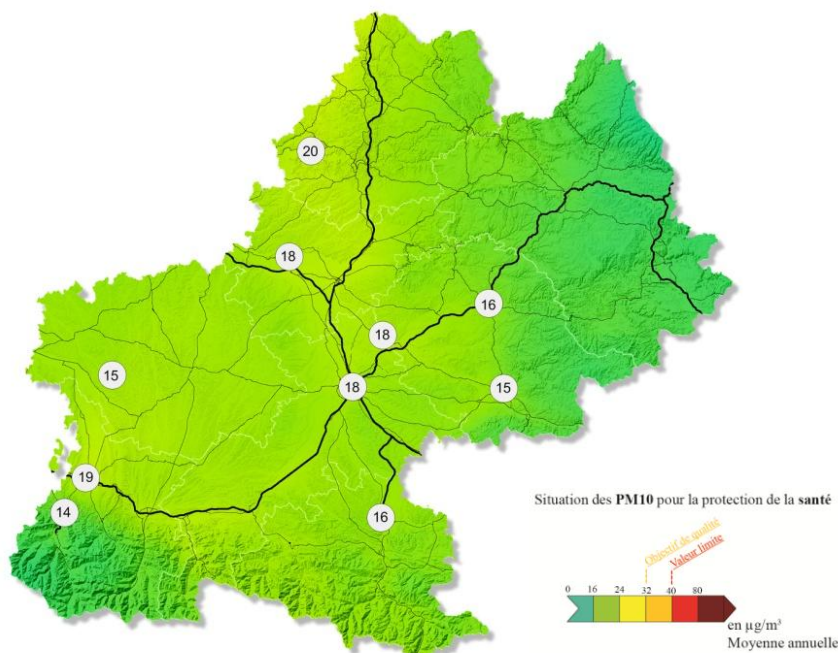 20
18
16
18
15
18
15
19
14
16
Situation des PM10 pour la protection de la santé
Objectif de qualité
Valeur limite
0 16 24 32 40 80
en µg/m³
Moyenne annuelle